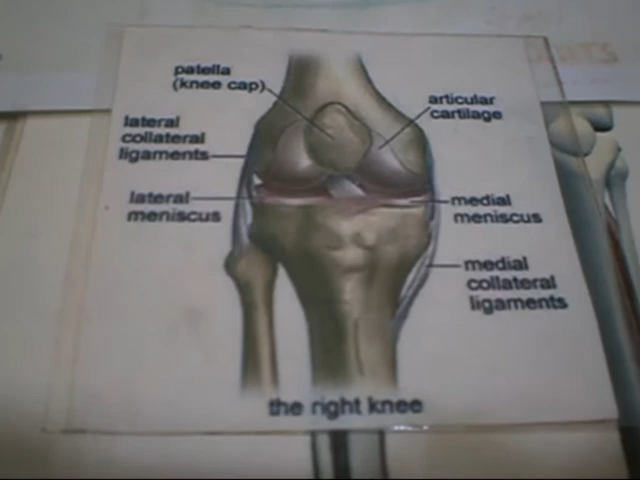 patella
(knee cap)
articular
cartilage
lateral
collateral
ligaments
lateral
meniscus
medial
meniscus
medial
collateral
ligaments
the right knee